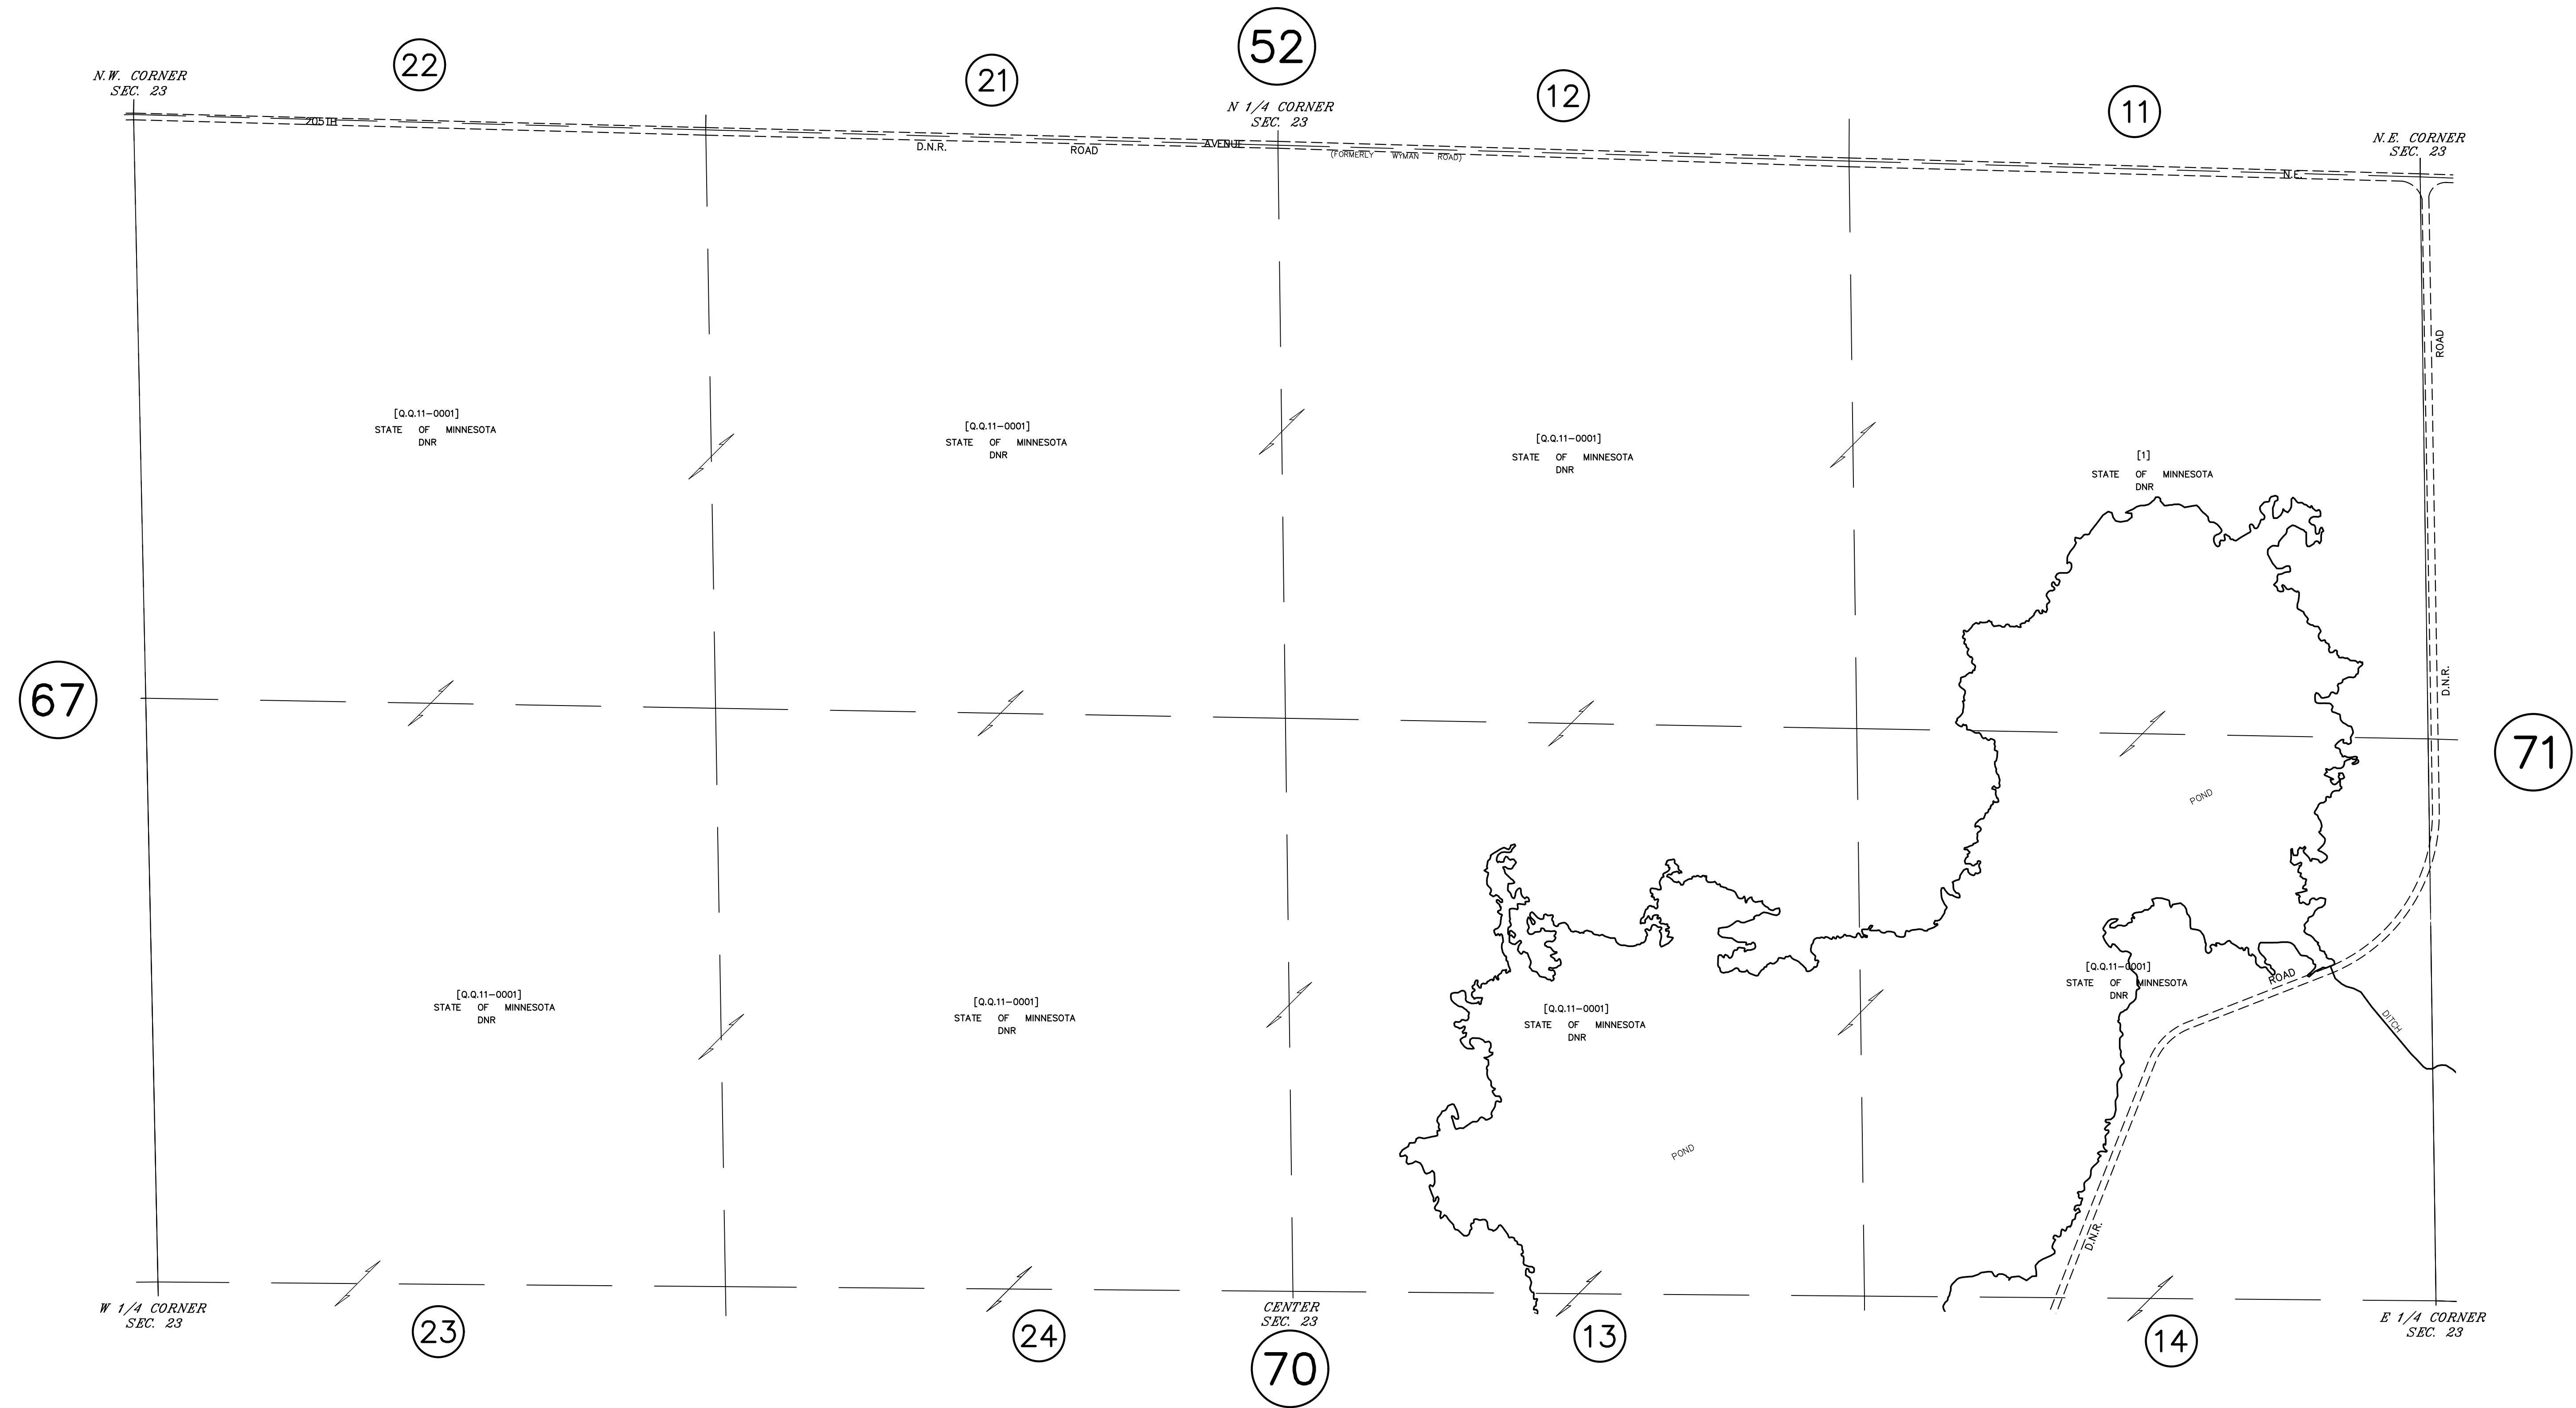 52
22
21
12
11
N.W. CORNER
SEC. 23
N 1/4 CORNER
SEC. 23
N.E. CORNER
SEC. 23
205TH
D.N.R.
ROAD
AVENUE
(FORMERLY WYMAN ROAD)
N.E.
ROAD
[Q.Q.11-0001]
STATE OF MINNESOTA
DNR
[Q.Q.11-0001]
STATE OF MINNESOTA
DNR
[Q.Q.11-0001]
STATE OF MINNESOTA
DNR
[1]
STATE OF MINNESOTA
DNR
67
D.N.R.
71
POND
[Q.Q.11-0001]
STATE OF MINNESOTA
DNR
[Q.Q.11-0001]
STATE OF MINNESOTA
DNR
[Q.Q.11-0001]
STATE OF MINNESOTA
DNR
[Q.Q.11-0001]
STATE OF MINNESOTA
DNR
ROAD
DITCH
POND
D.N.R.
W 1/4 CORNER
SEC. 23
CENTER
SEC. 23
E 1/4 CORNER
SEC. 23
23
24
13
14
70